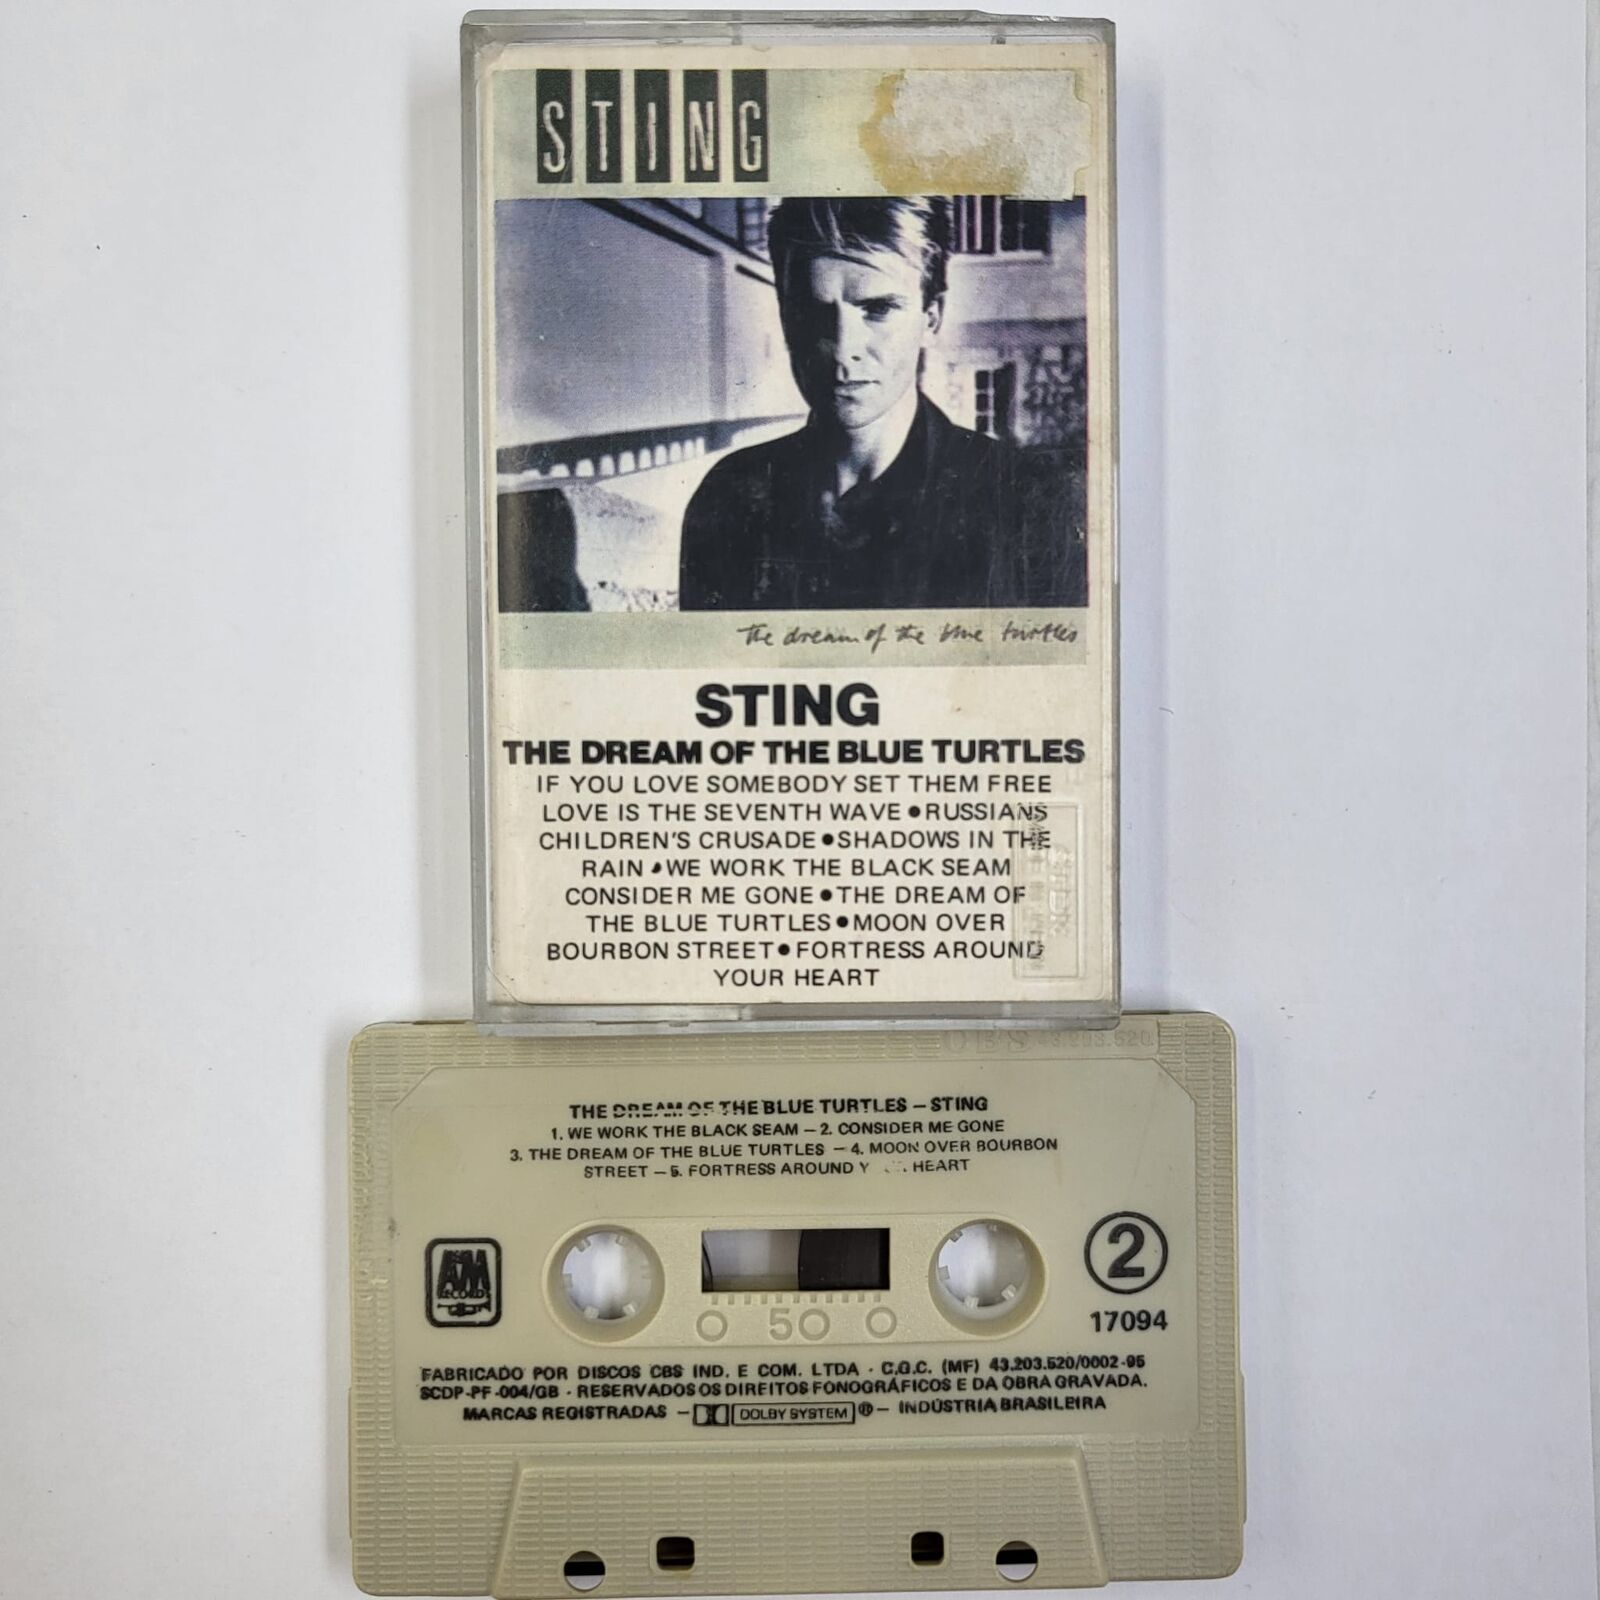 STING
the dream of the blue turtles
STING
THE DREAM OF THE BLUE TURTLES
IF YOU LOVE SOMEBODY SET THEM FREE
LOVE IS THE SEVENTH WAVE ● RUSSIANS
CHILDREN'S CRUSADE ● SHADOWS IN THE
RAIN ● WE WORK THE BLACK SEAM
CONSIDER ME GONE ● THE DREAM OF
THE BLUE TURTLES ● MOON OVER
BOURBON STREET ● FORTRESS AROUND
YOUR HEART
CBS 43.203.520
THE DREAM OF THE BLUE TURTLES – STING
1. WE WORK THE BLACK SEAM – 2. CONSIDER ME GONE
3. THE DREAM OF THE BLUE TURTLES – 4. MOON OVER BOURBON
STREET – 5. FORTRESS AROUND HEART
A&M
RECORDS
2
17094
0 50 0
FABRICADO POR DISCOS CBS IND. E COM. LTDA · C.G.C. (MF) 43.203.520/0002-95
SCDP-PF-004/GB · RESERVADOS OS DIREITOS FONOGRÁFICOS E DA OBRA GRAVADA.
MARCAS REGISTRADAS – DOLBY SYSTEM ® – INDÚSTRIA BRASILEIRA